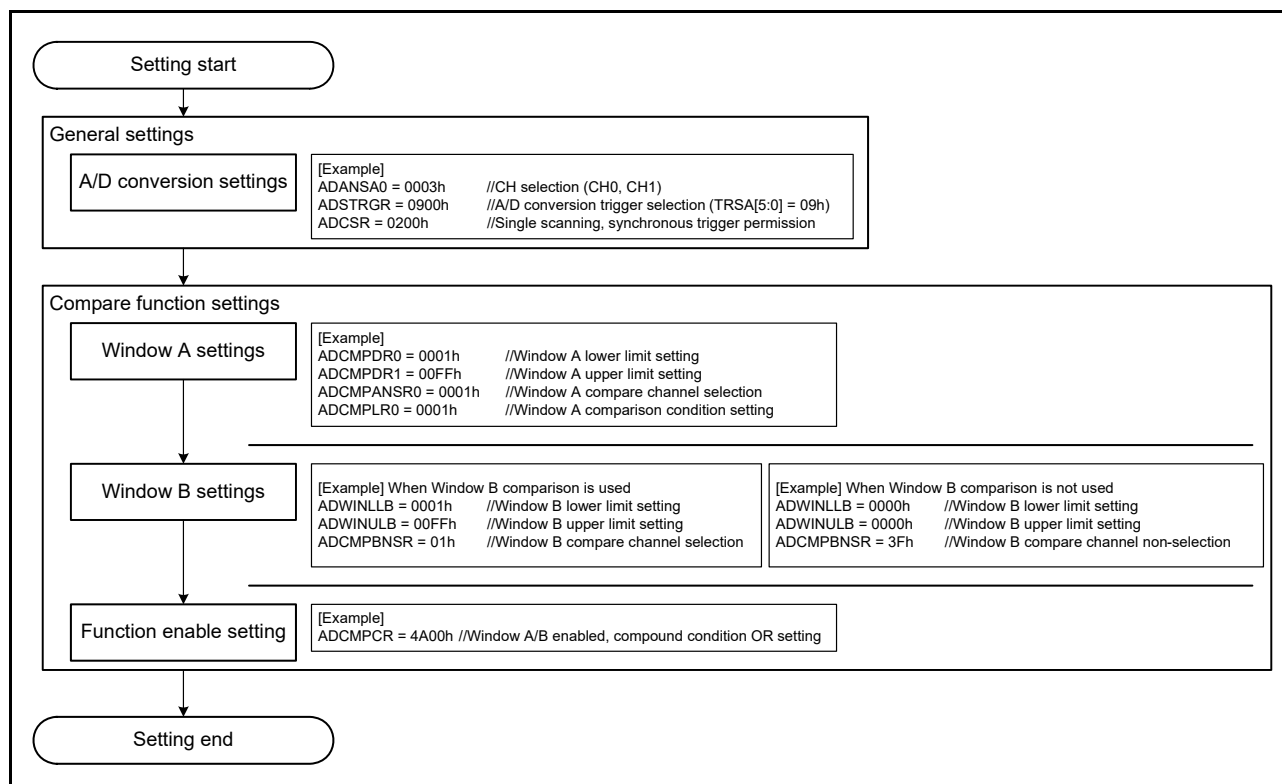 Setting start
General settings
A/D conversion settings
[Example]
ADANSA0 = 0003h //CH selection (CH0, CH1)
ADSTRGR = 0900h //A/D conversion trigger selection (TRSA[5:0] = 09h)
ADCSR = 0200h //Single scanning, synchronous trigger permission
Compare function settings
Window A settings
[Example]
ADCMPDR0 = 0001h //Window A lower limit setting
ADCMPDR1 = 00FFh //Window A upper limit setting
ADCMPANSR0 = 0001h //Window A compare channel selection
ADCMPLR0 = 0001h //Window A comparison condition setting
Window B settings
[Example] When Window B comparison is used
ADWINLLB = 0001h //Window B lower limit setting
ADWINULB = 00FFh //Window B upper limit setting
ADCMPBNSR = 01h //Window B compare channel selection
[Example] When Window B comparison is not used
ADWINLLB = 0000h //Window B lower limit setting
ADWINULB = 0000h //Window B upper limit setting
ADCMPBNSR = 3Fh //Window B compare channel non-selection
Function enable setting
[Example]
ADCMPCR = 4A00h //Window A/B enabled, compound condition OR setting
Setting end